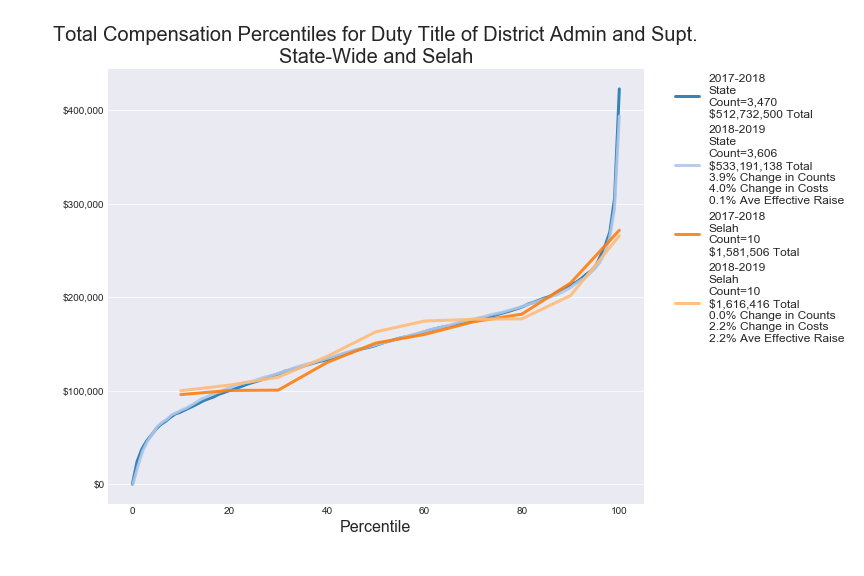 Total Compensation Percentiles for Duty Title of District Admin and Supt.
State-Wide and Selah
$400,000
$300,000
$200,000
$100,000
$0
0
20
40
60
80
100
Percentile
2017-2018
State
Count=3,470
$512,732,500 Total
2018-2019
State
Count=3,606
$533,191,138 Total
3.9% Change in Counts
4.0% Change in Costs
0.1% Ave Effective Raise
2017-2018
Selah
Count=10
$1,581,506 Total
2018-2019
Selah
Count=10
$1,616,416 Total
0.0% Change in Counts
2.2% Change in Costs
2.2% Ave Effective Raise